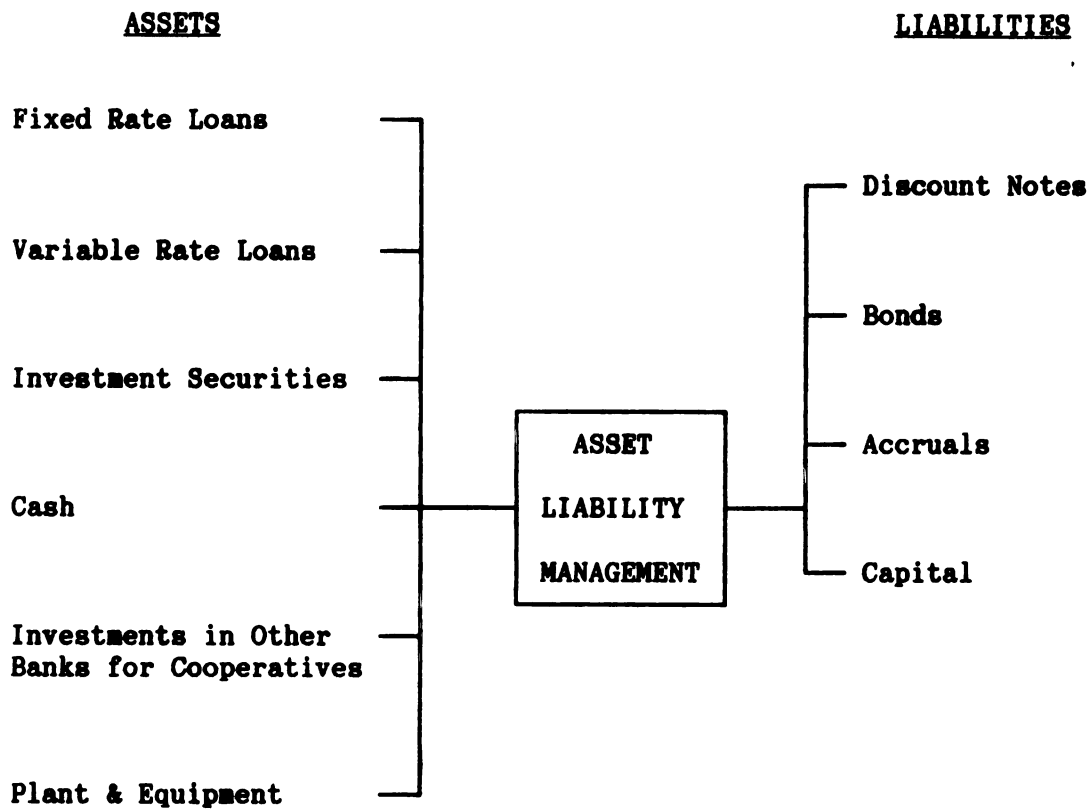 ASSETS
LIABILITIES
Fixed Rate Loans
Variable Rate Loans
Investment Securities
Cash
Investments in Other
Banks for Cooperatives
Plant & Equipment
ASSET
LIABILITY
MANAGEMENT
Discount Notes
Bonds
Accruals
Capital